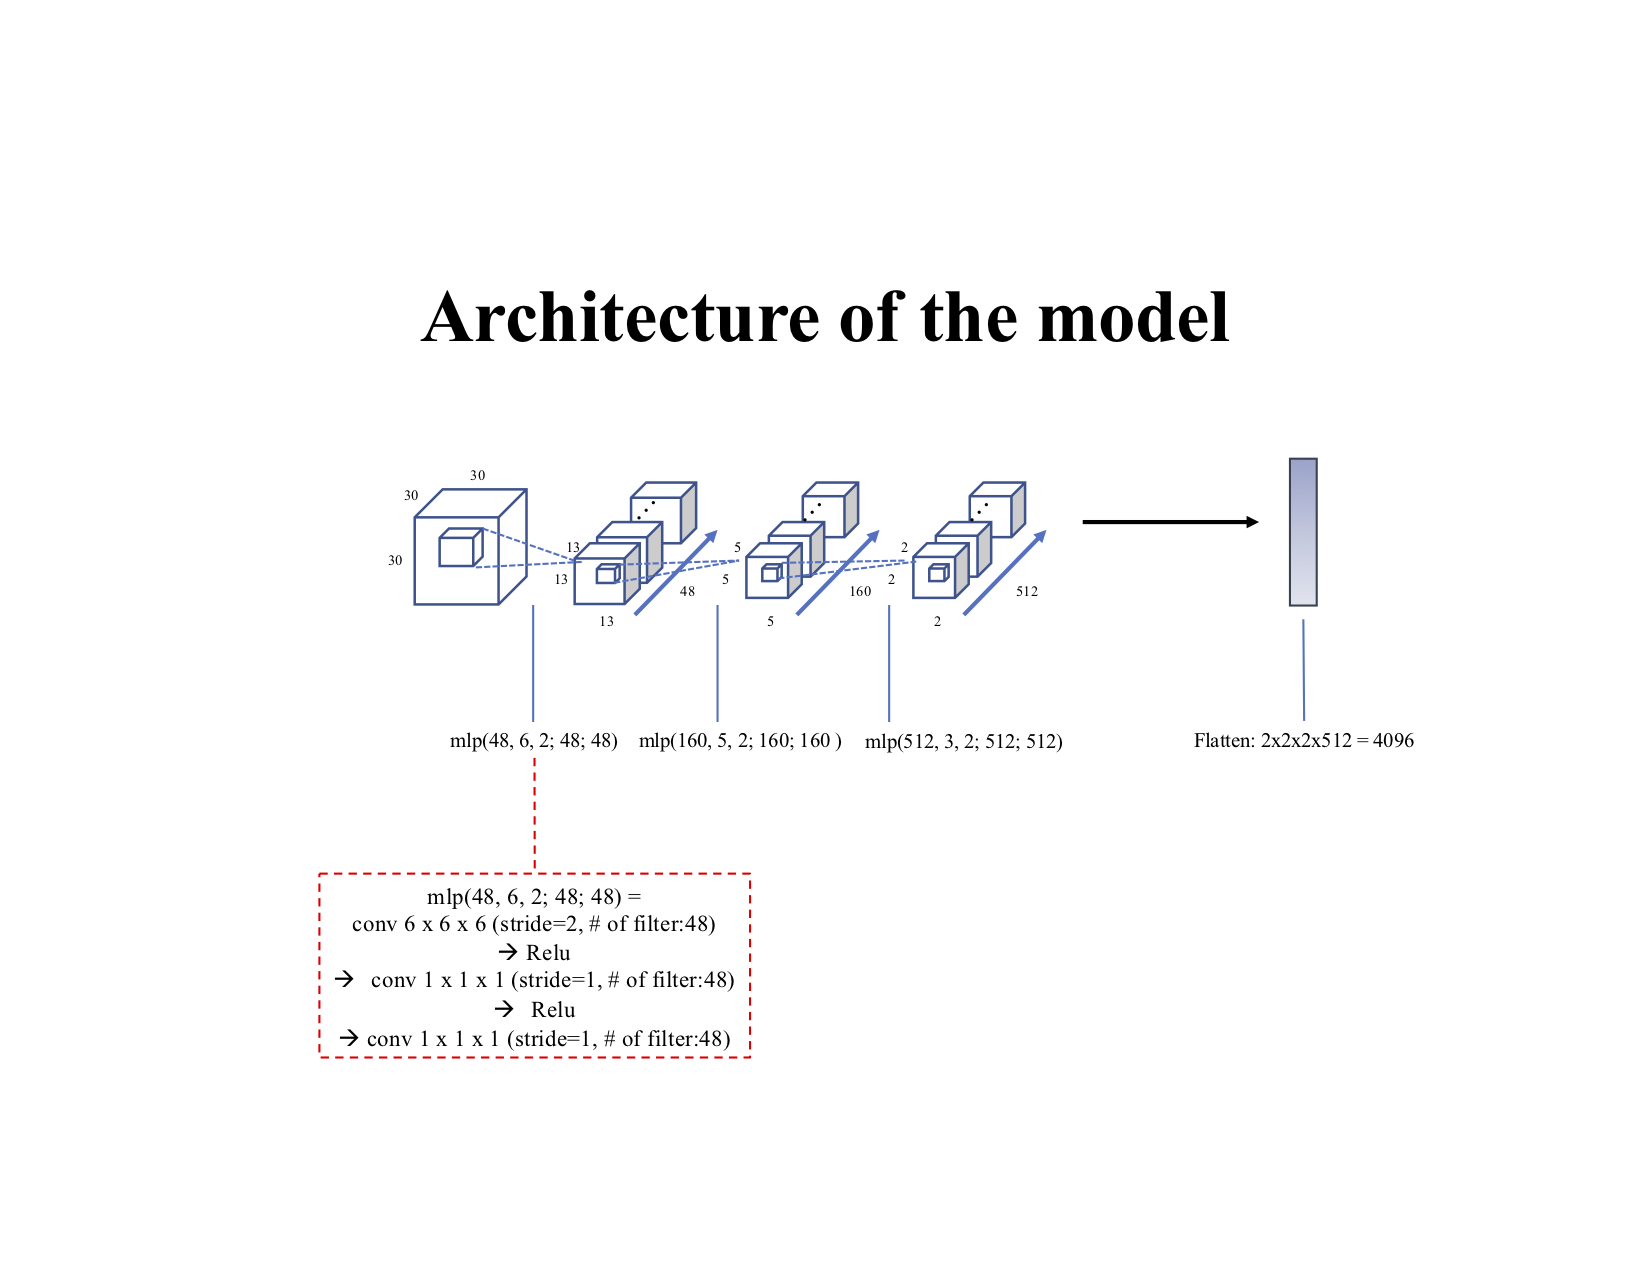 Architecture of the model
30
30
30
13
13
13
48
5
5
5
160
2
2
2
512
mlp(48, 6, 2; 48; 48)
mlp(160, 5, 2; 160; 160 )
mlp(512, 3, 2; 512; 512)
Flatten: 2x2x2x512 = 4096
mlp(48, 6, 2; 48; 48) =
conv 6 x 6 x 6 (stride=2, # of filter:48)
→ Relu
→ conv 1 x 1 x 1 (stride=1, # of filter:48)
→ Relu
→ conv 1 x 1 x 1 (stride=1, # of filter:48)